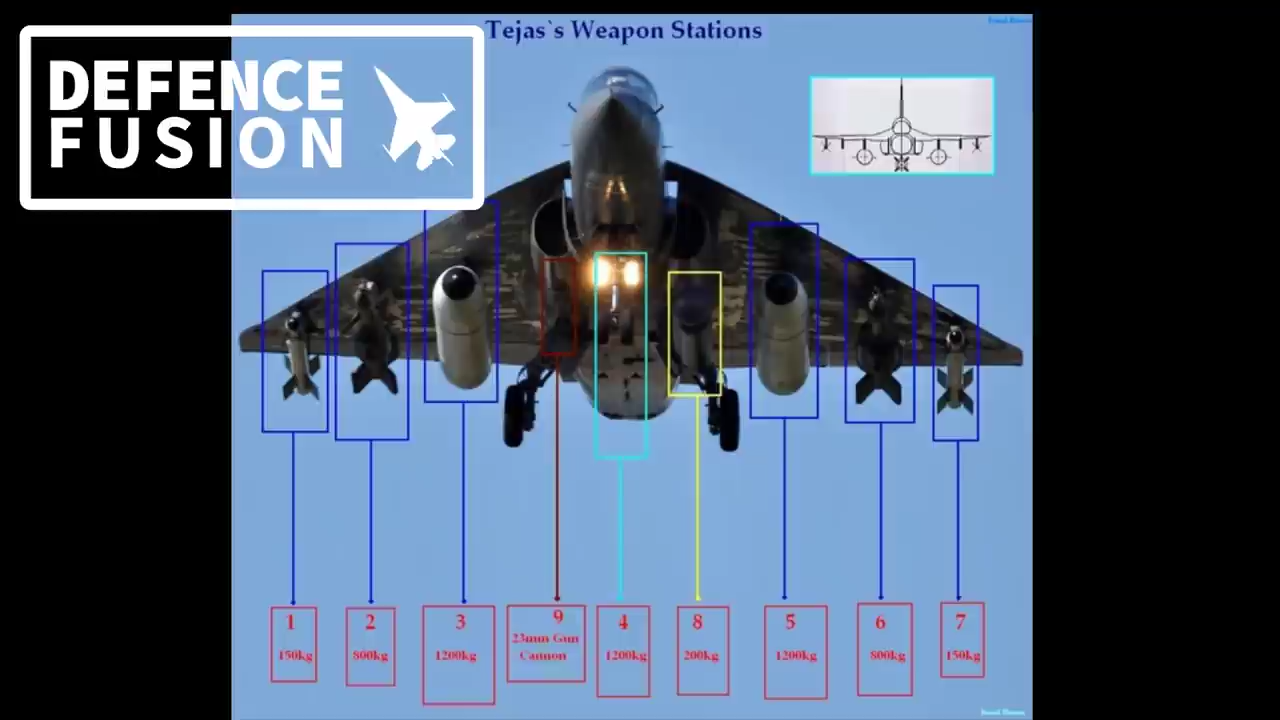 Tejas`s Weapon Stations
DEFENCE
FUSION
1
150kg
2
800kg
3
1200kg
9
23mm Gun
Cannon
4
1200kg
8
200kg
5
1200kg
6
800kg
7
150kg